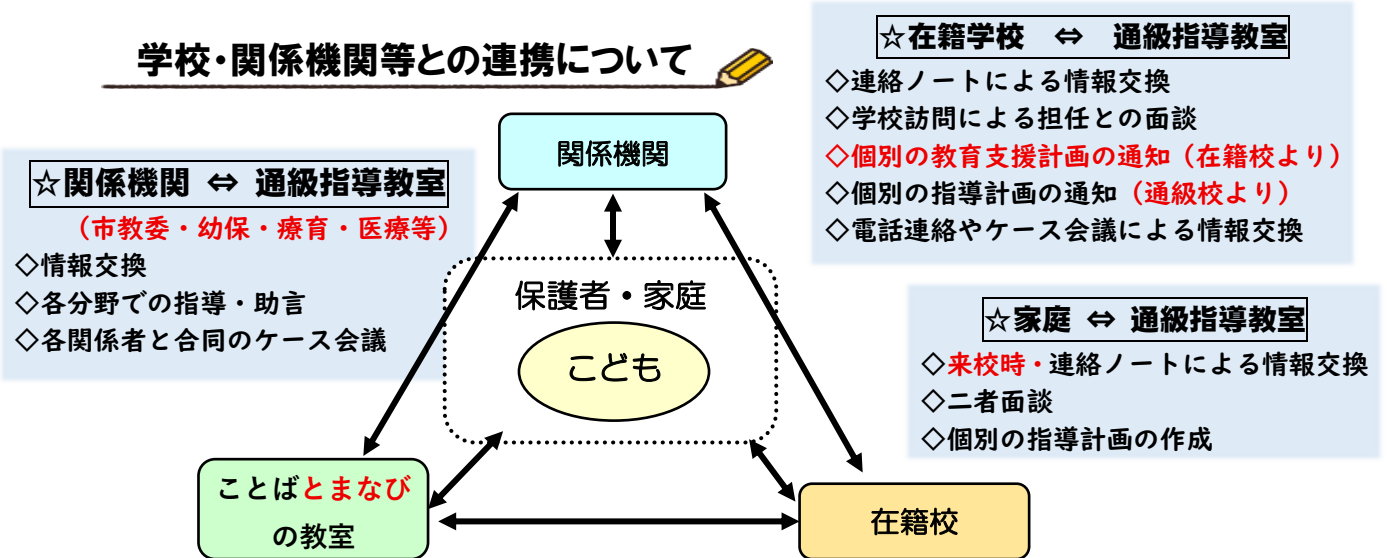 学校・関係機関等との連携について
☆在籍学校 ⇔ 通級指導教室
◇連絡ノートによる情報交換
◇学校訪問による担任との面談
◇個別の教育支援計画の通知（在籍校より）
◇個別の指導計画の通知（通級校より）
◇電話連絡やケース会議による情報交換
☆関係機関 ⇔ 通級指導教室
（市教委・幼保・療育・医療等）
◇情報交換
◇各分野での指導・助言
◇各関係者と合同のケース会議
関係機関
保護者・家庭
こども
☆家庭 ⇔ 通級指導教室
◇来校時・連絡ノートによる情報交換
◇二者面談
◇個別の指導計画の作成
ことばとまなび
の教室
在籍校